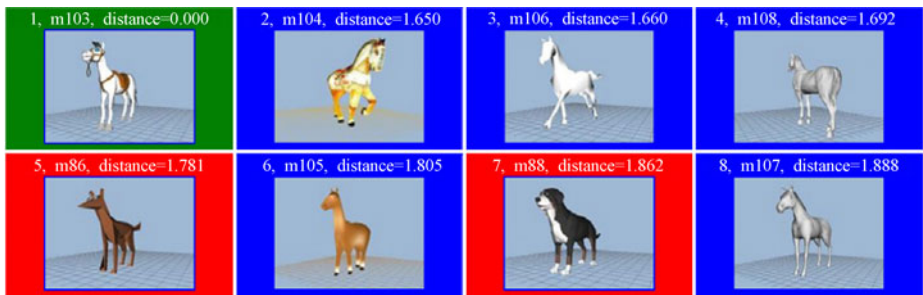 1, m103, distance=0.000
2, m104, distance=1.650
3, m106, distance=1.660
4, m108, distance=1.692
5, m86, distance=1.781
6, m105, distance=1.805
7, m88, distance=1.862
8, m107, distance=1.888